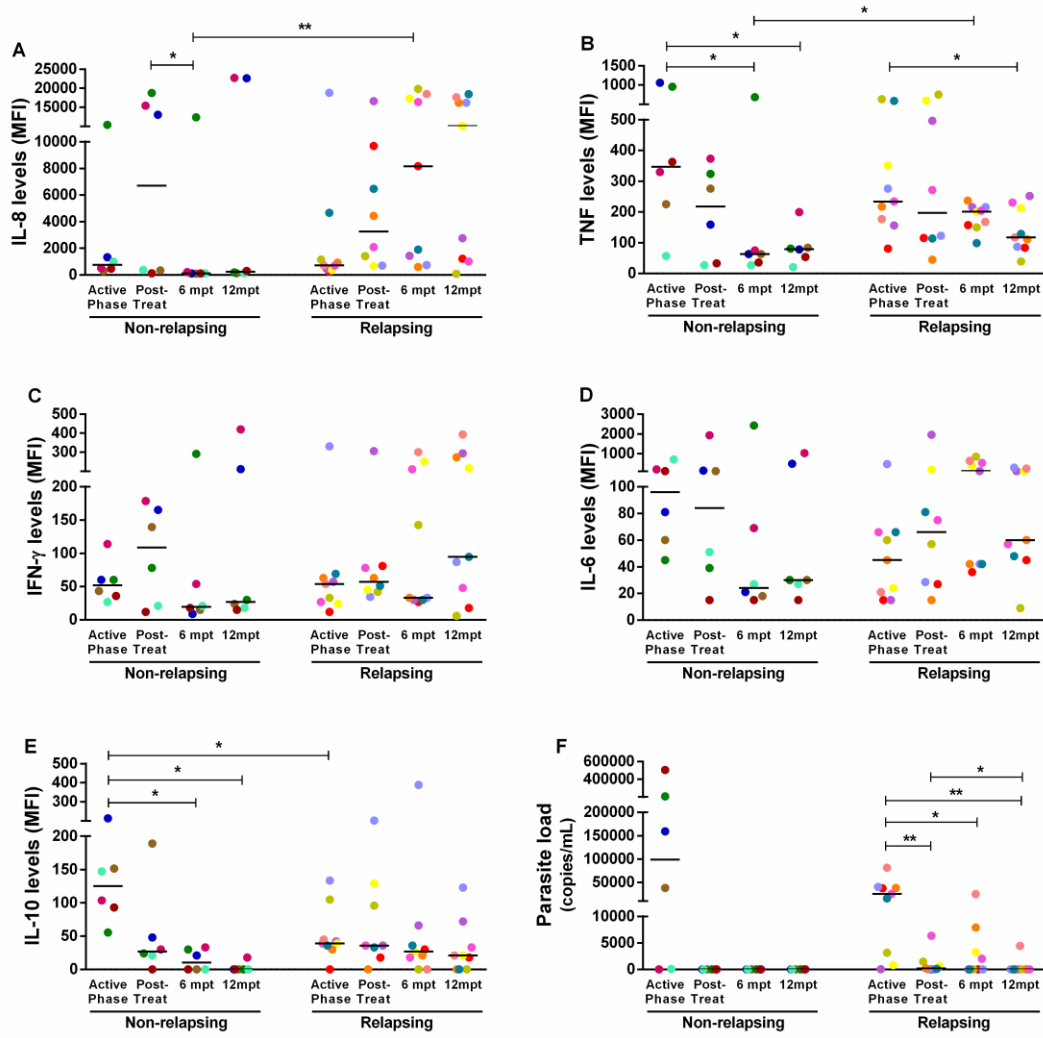 A
**
*
IL-8 levels (MFI)
25000
20000
15000
10000
8000
6000
4000
2000
0
Active Post- 6 mpt 12mpt Active Post- 6 mpt 12mpt
Phase Treat Phase Treat
Non-relapsing Relapsing
B
*
*
*
*
TNF levels (MFI)
1500
1000
500
400
300
200
100
0
Active Post- 6 mpt 12mpt Active Post- 6 mpt 12mpt
Phase Treat Phase Treat
Non-relapsing Relapsing
C
IFN-γ levels (MFI)
500
400
300
200
150
100
50
0
Active Post- 6 mpt 12mpt Active Post- 6 mpt 12mpt
Phase Treat Phase Treat
Non-relapsing Relapsing
D
IL-6 levels (MFI)
3000
2000
1000
100
80
60
40
20
0
Active Post- 6 mpt 12mpt Active Post- 6 mpt 12mpt
Phase Treat Phase Treat
Non-relapsing Relapsing
E
*
*
*
IL-10 levels (MFI)
500
400
300
200
150
100
50
0
Active Post- 6 mpt 12mpt Active Post- 6 mpt 12mpt
Phase Treat Phase Treat
Non-relapsing Relapsing
F
*
**
*
**
Parasite load
(copies/mL)
600000
400000
200000
150000
100000
50000
10000
5000
0
Active Post- 6 mpt 12mpt Active Post- 6 mpt 12mpt
Phase Treat Phase Treat
Non-relapsing Relapsing